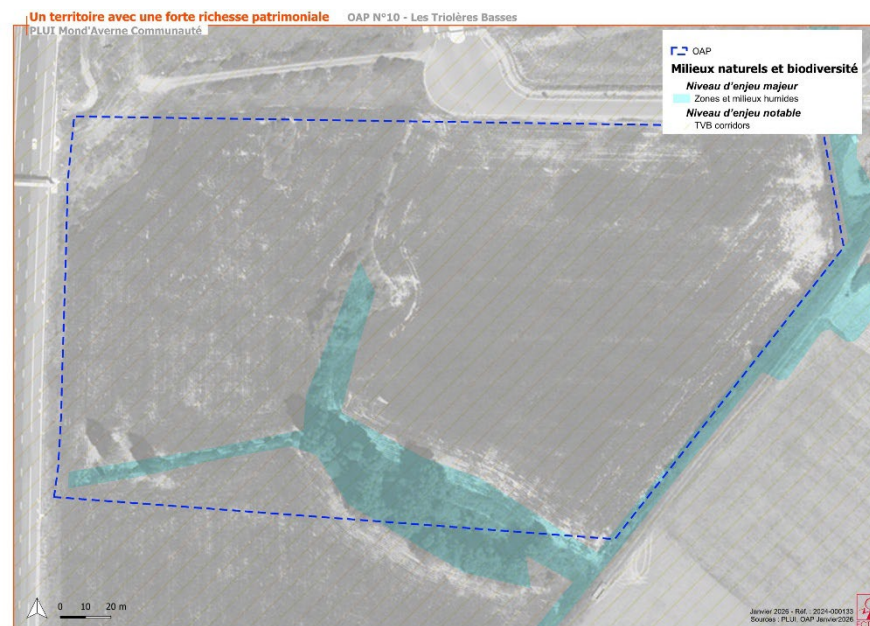 Un territoire avec une forte richesse patrimoniale OAP N°10 - Les Triolères Basses
PLUI Mond'Averne Communauté
OAP
Milieux naturels et biodiversité
Niveau d'enjeu majeur
Zones et milieux humides
Niveau d'enjeu notable
TVB corridors
0 10 20 m
Janvier 2026 - Réf. : 2024-000133
Sources : PLUI, OAP Janvier2026